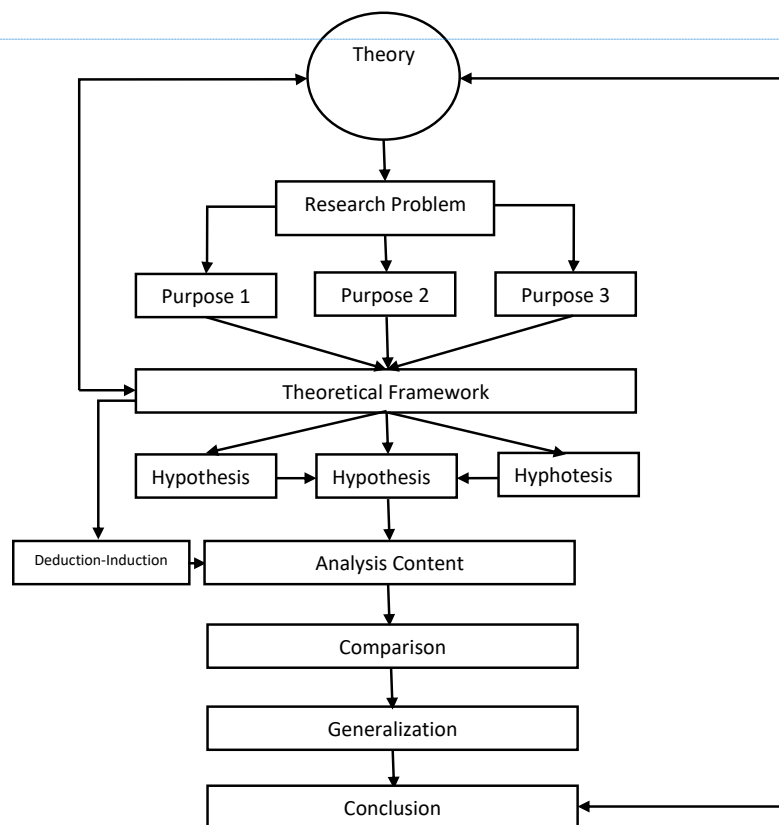 Theory
Research Problem
Purpose 1
Purpose 2
Purpose 3
Theoretical Framework
Hypothesis
Hypothesis
Hyphotesis
Deduction-Induction
Analysis Content
Comparison
Generalization
Conclusion